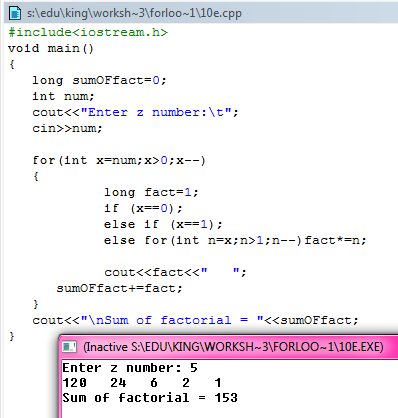 s:\edu\king\worksh~3\forloo~1\10e.cpp
#include<iostream.h>
void main()
{
long sumOFfact=0;
int num;
cout<<"Enter z number:\t";
cin>>num;
for(int x=num;x>0;x--)
{
long fact=1;
if (x==0);
else if (x==1);
else for(int n=x;n>1;n--)fact*=n;
cout<<fact<<"   ";
sumOFfact+=fact;
}
cout<<"\nSum of factorial = "<<sumOFfact;
}
(Inactive S:\EDU\KING\WORKSH~3\FORLOO~1\10E.EXE)
Enter z number: 5
120   24   6   2   1
Sum of factorial = 153